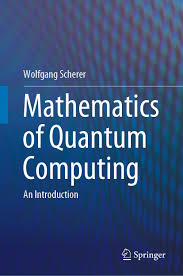 Wolfgang Scherer
Mathematics
of Quantum
Computing
An Introduction
Springer